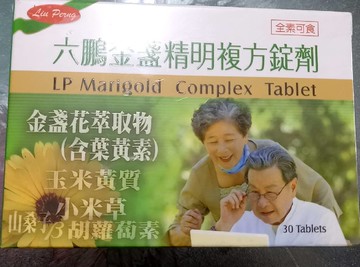 Liu Perng
全素可食
六鵬金盞精明複方錠劑
LP Marigold Complex Tablet
金盞花萃取物
(含葉黃素)
玉米黃質
小米草
山桑子
β胡蘿蔔素
30 Tablets